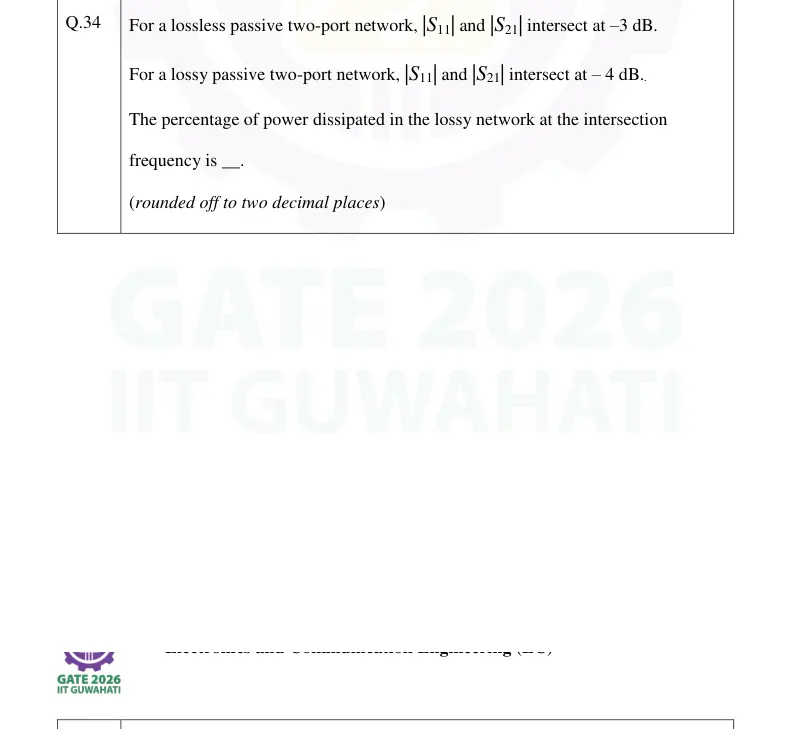 Q.34
For a lossless passive two-port network, |S₁₁| and |S₂₁| intersect at –3 dB.
For a lossy passive two-port network, |S₁₁| and |S₂₁| intersect at – 4 dB..
The percentage of power dissipated in the lossy network at the intersection
frequency is __.
(rounded off to two decimal places)
GATE 2026
IIT GUWAHATI
GATE 2026
IIT GUWAHATI